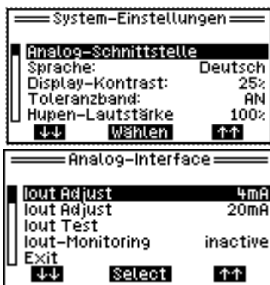 System-Einstellungen
Analog-Schnittstelle
Sprache: Deutsch
Display-Kontrast: 25%
Toleranzband: AN
Hupen-Lautstärke 100%
↓↓ Wählen ↑↑
Analog-Interface
Iout Adjust 4mA
Iout Adjust 20mA
Iout Test
Iout-Monitoring inactive
Exit
↓↓ Select ↑↑